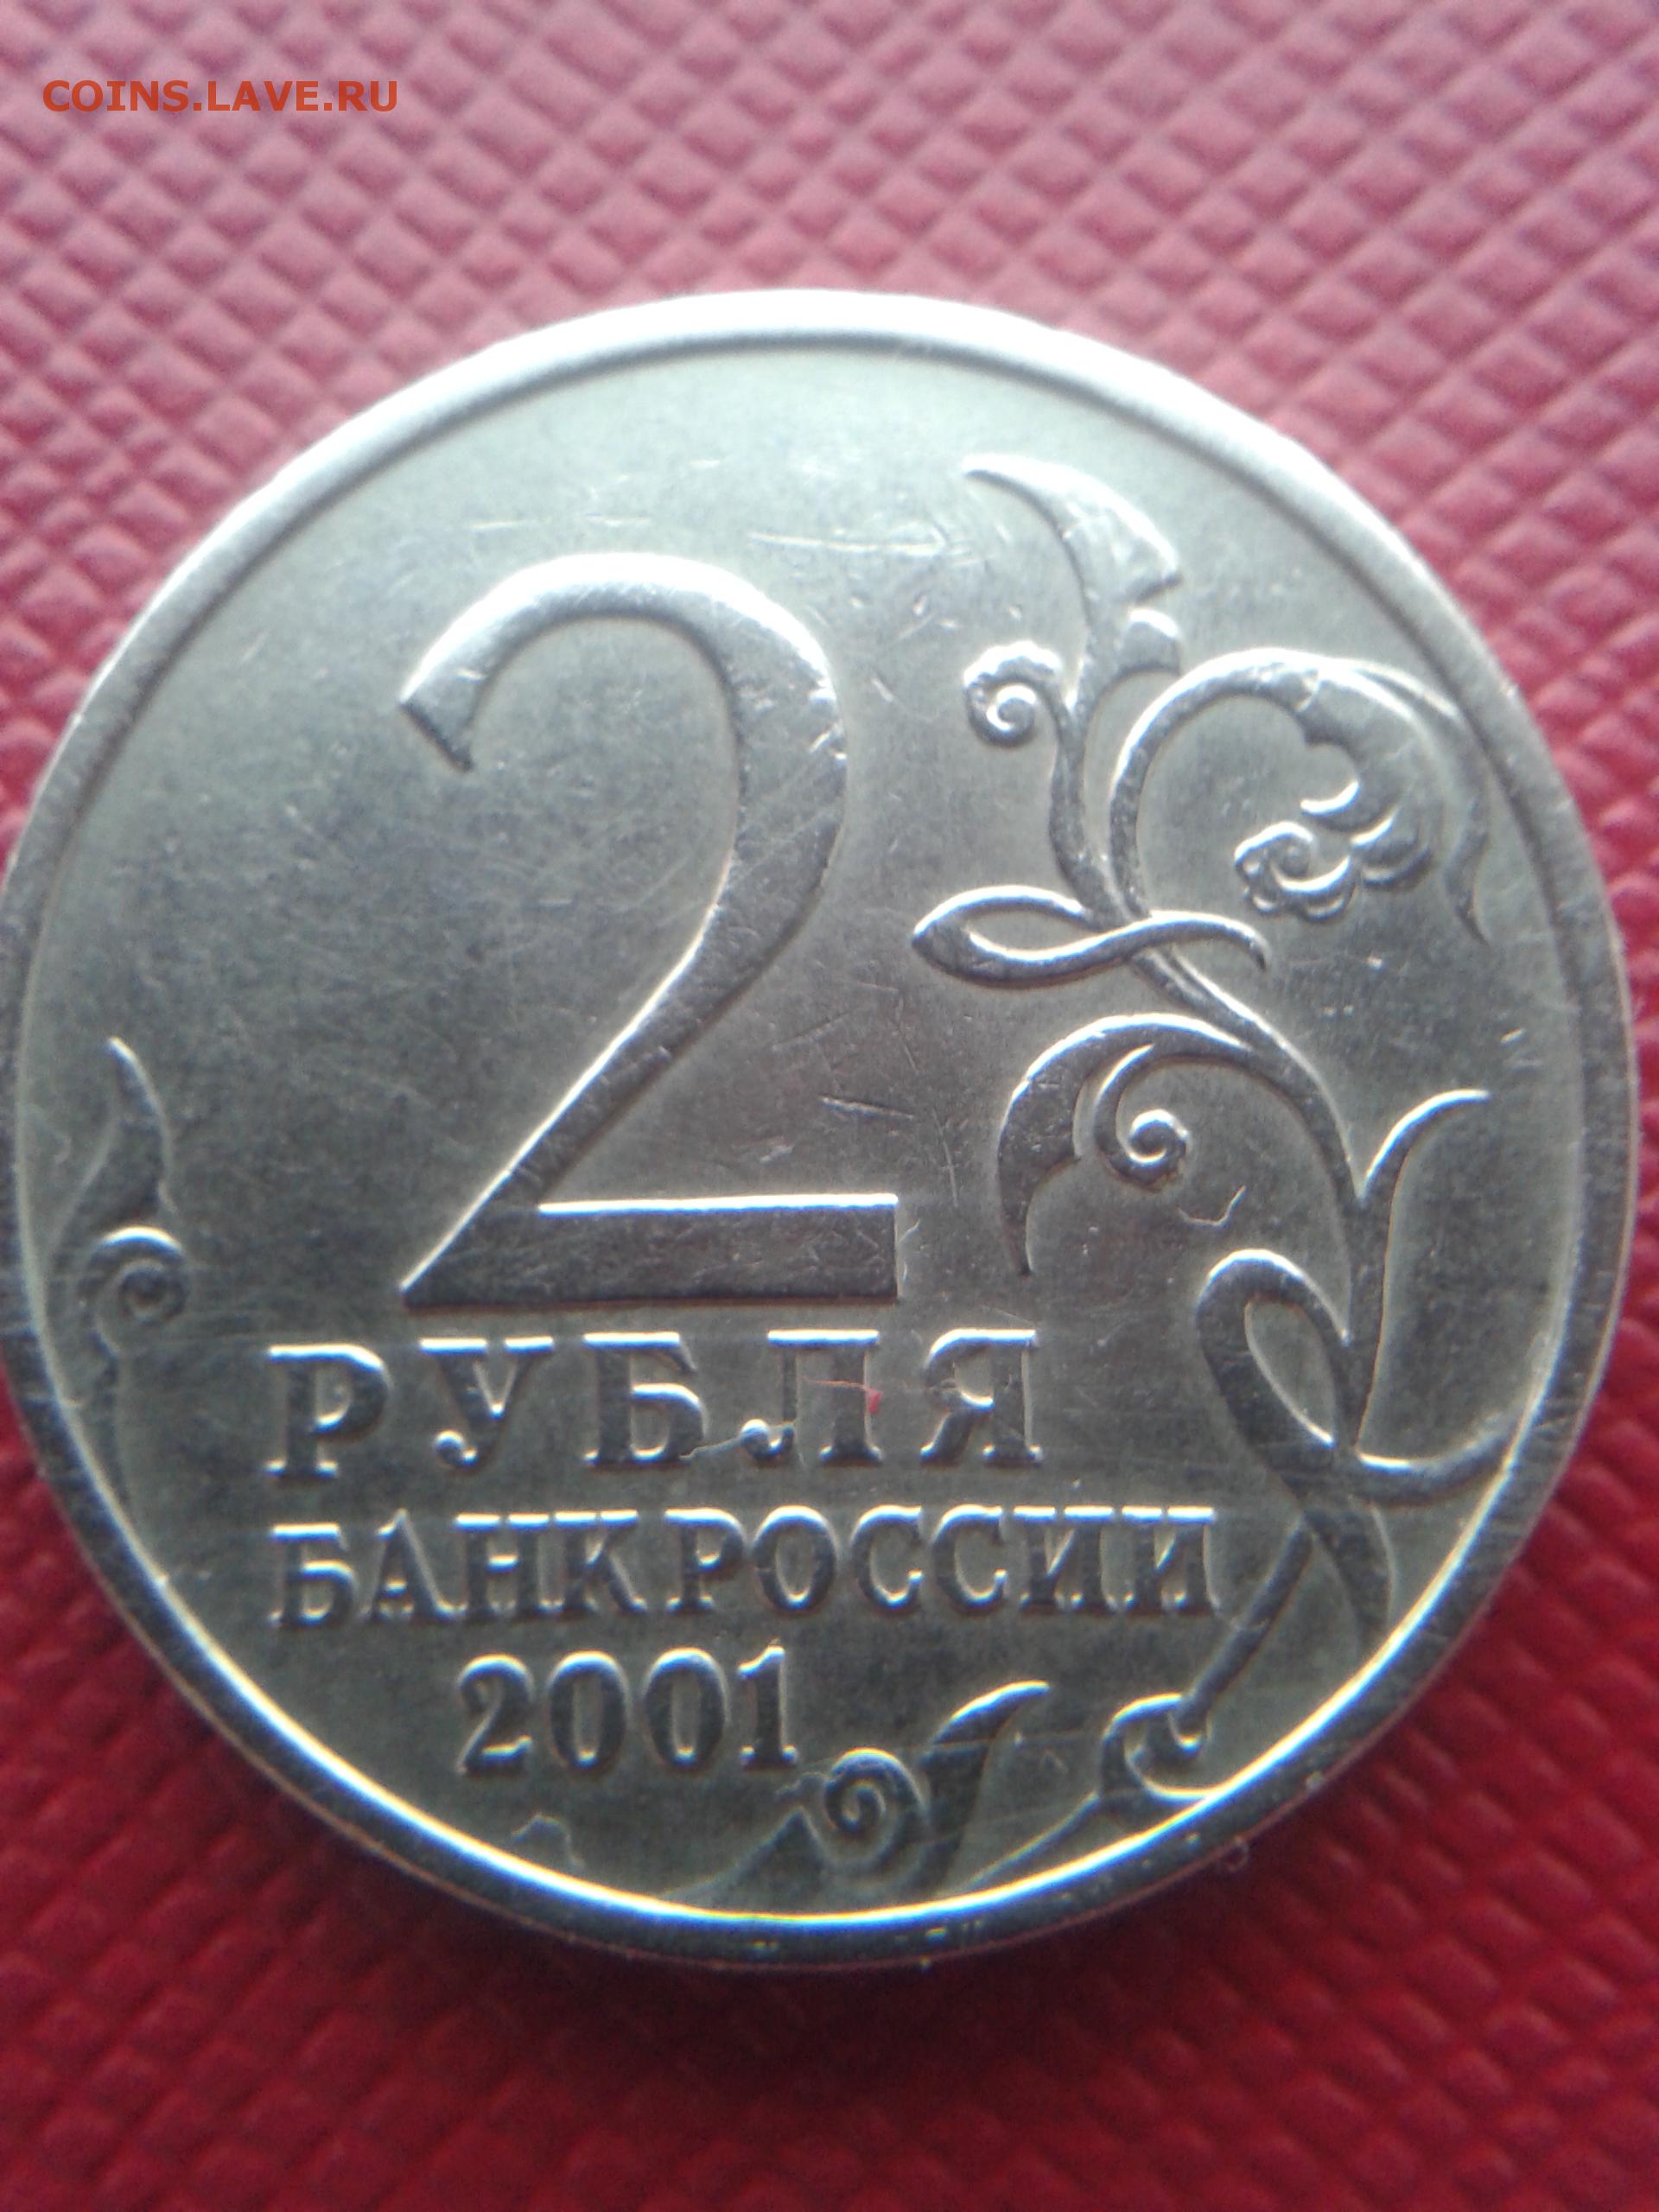 COINS.LAVE.RU
2
РУБЛЯ
БАНК РОССИИ
2001